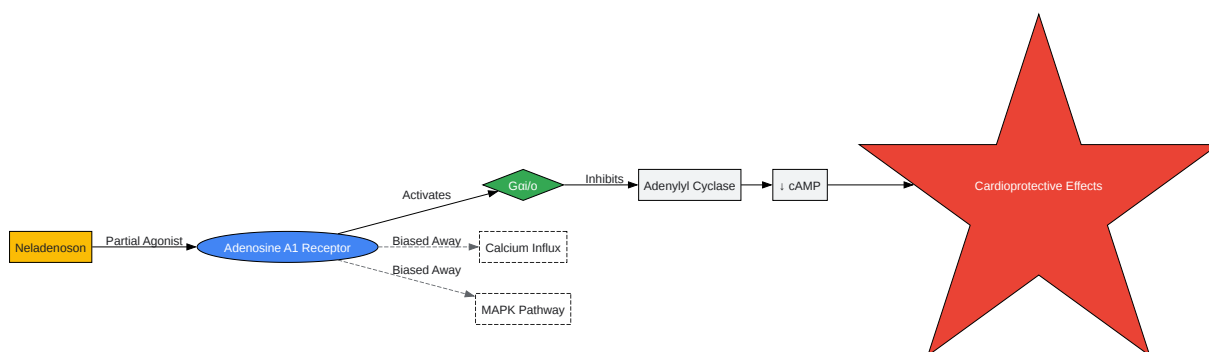 Neladenoson
Partial Agonist
Adenosine A1 Receptor
Activates
Biased Away
Biased Away
Gαi/o
Calcium Influx
MAPK Pathway
Inhibits
Adenylyl Cyclase
↓ cAMP
Cardioprotective Effects